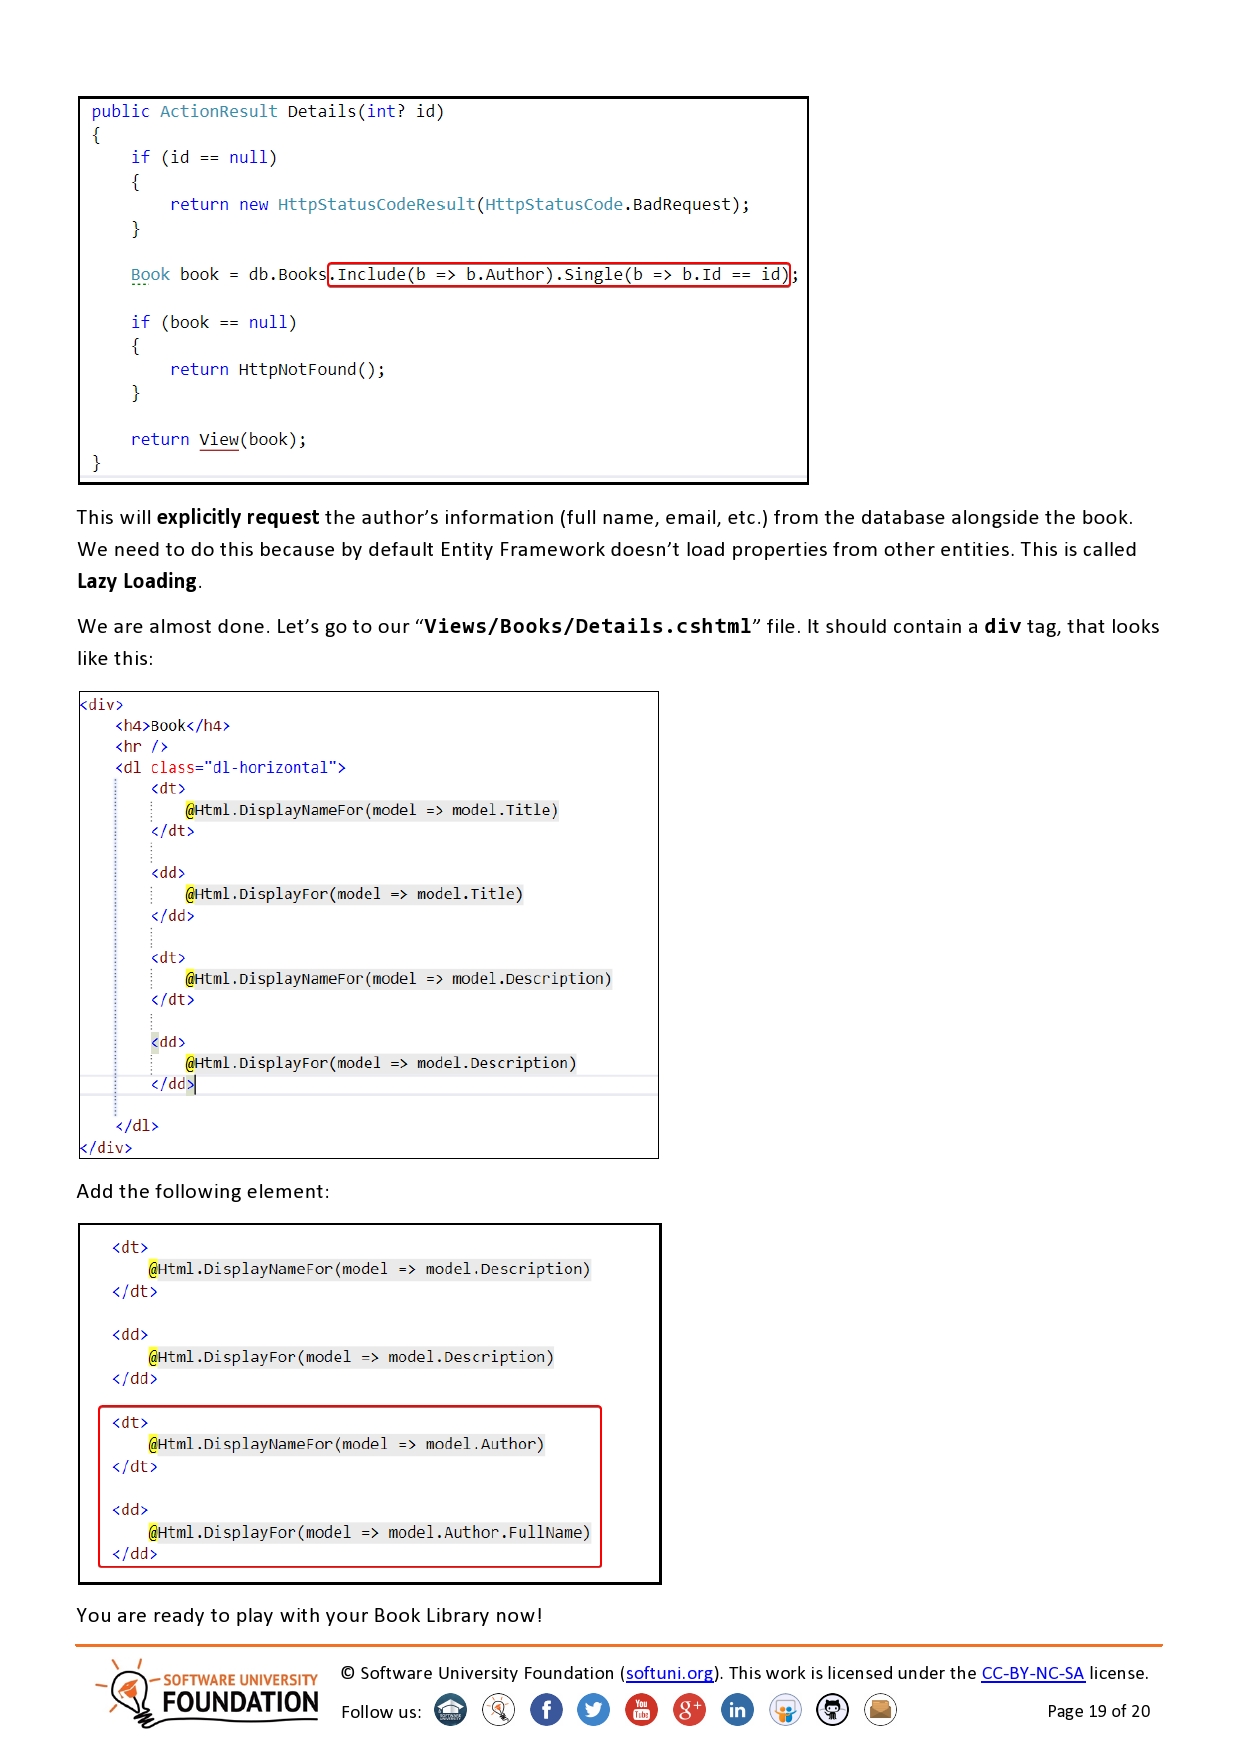 public ActionResult Details(int? id)
{
    if (id == null)
    {
        return new HttpStatusCodeResult(HttpStatusCode.BadRequest);
    }
    Book book = db.Books.Include(b => b.Author).Single(b => b.Id == id);
    if (book == null)
    {
        return HttpNotFound();
    }
    return View(book);
}
This will explicitly request the author’s information (full name, email, etc.) from the database alongside the book.
We need to do this because by default Entity Framework doesn’t load properties from other entities. This is called
Lazy Loading.
We are almost done. Let’s go to our “Views/Books/Details.cshtml” file. It should contain a div tag, that looks
like this:
<div>
    <h4>Book</h4>
    <hr />
    <dl class="dl-horizontal">
        <dt>
            @Html.DisplayNameFor(model => model.Title)
        </dt>
        <dd>
            @Html.DisplayFor(model => model.Title)
        </dd>
        <dt>
            @Html.DisplayNameFor(model => model.Description)
        </dt>
        <dd>
            @Html.DisplayFor(model => model.Description)
        </dd>
    </dl>
</div>
Add the following element:
<dt>
    @Html.DisplayNameFor(model => model.Description)
</dt>
<dd>
    @Html.DisplayFor(model => model.Description)
</dd>
<dt>
    @Html.DisplayNameFor(model => model.Author)
</dt>
<dd>
    @Html.DisplayFor(model => model.Author.FullName)
</dd>
You are ready to play with your Book Library now!
SOFTWARE UNIVERSITY
FOUNDATION
© Software University Foundation (softuni.org). This work is licensed under the CC-BY-NC-SA license.
Follow us:
f
You
Tube
g+
in
Page 19 of 20